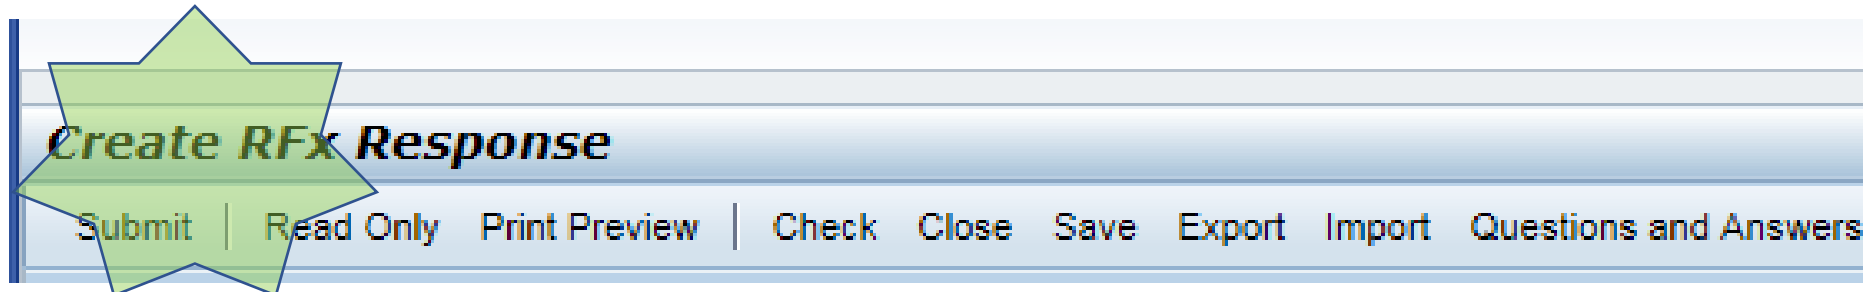 Create RFx Response
Submit Read Only Print Preview Check Close Save Export Import Questions and Answers